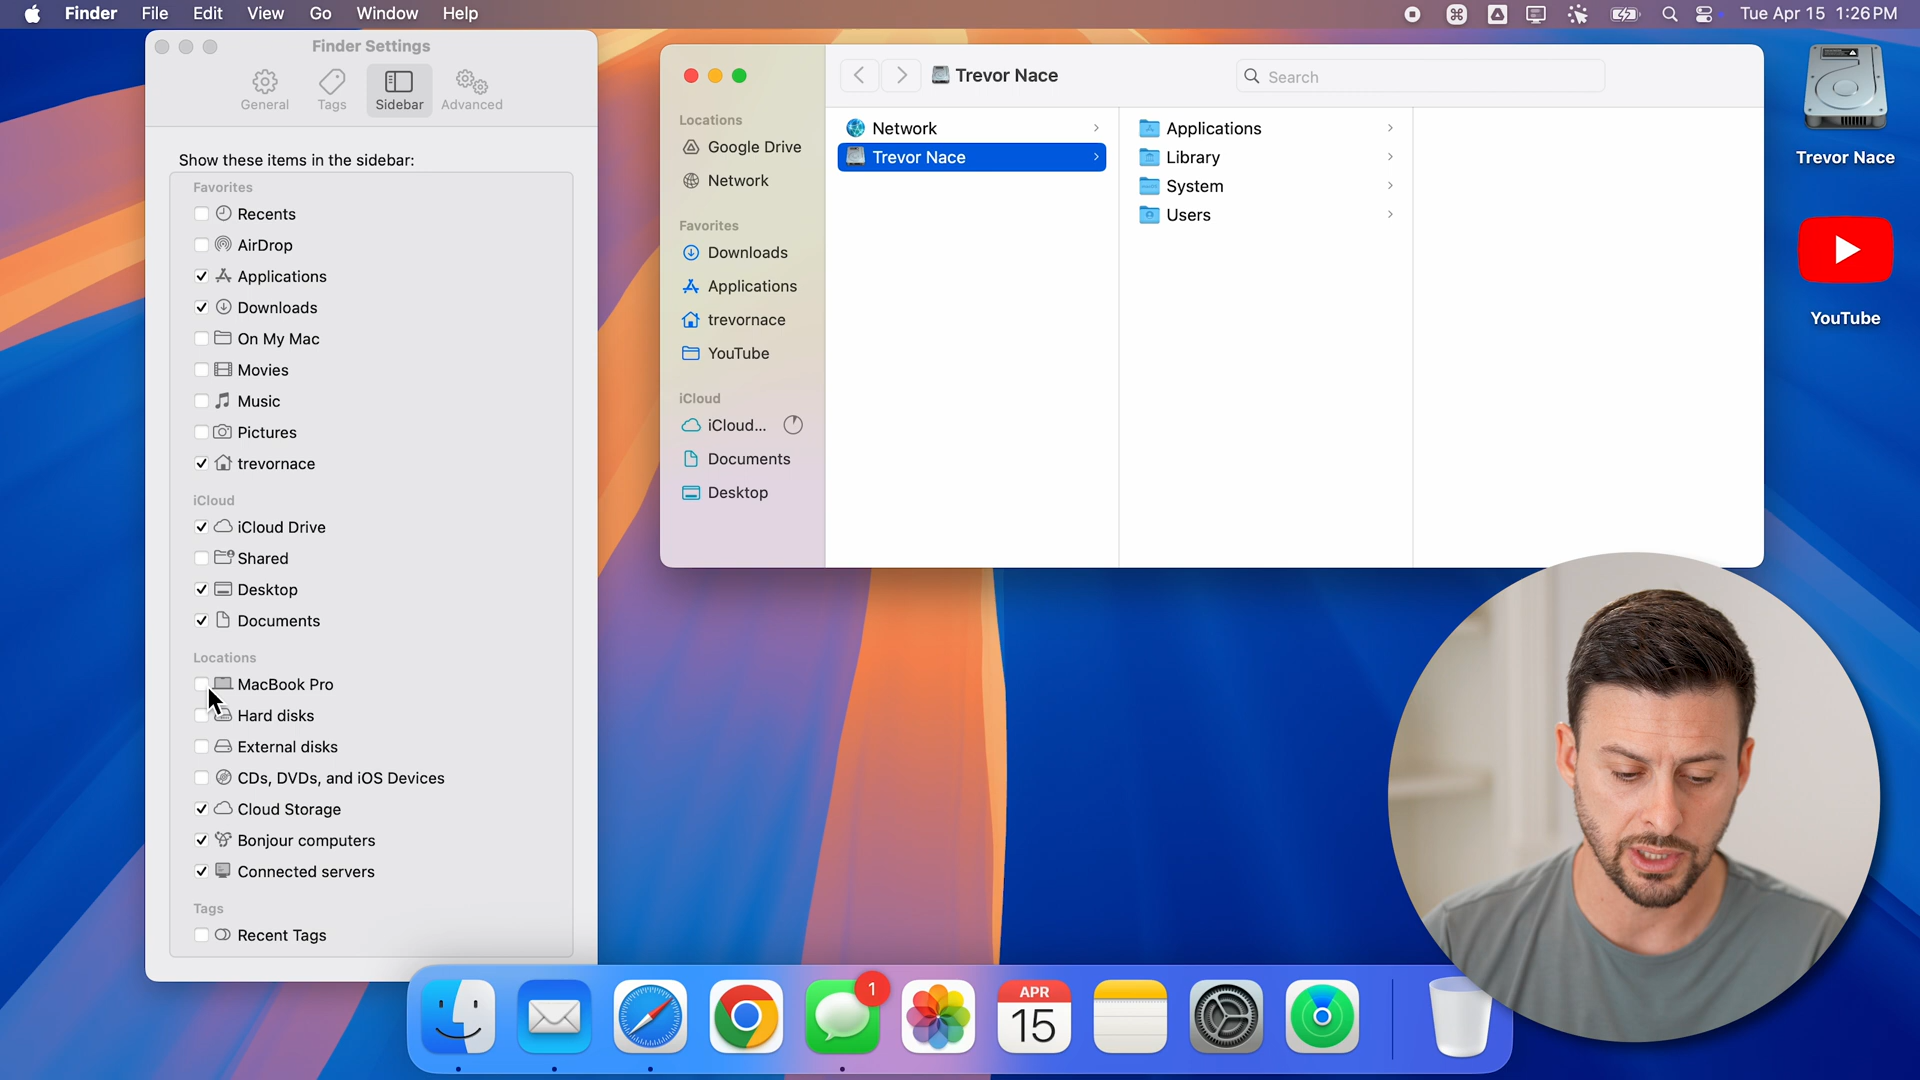 Finder File Edit View Go Window Help
Tue Apr 15 1:26 PM
Finder Settings
General Tags Sidebar Advanced
Show these items in the sidebar:
Favorites
Recents
AirDrop
Applications
Downloads
On My Mac
Movies
Music
Pictures
trevornace
iCloud
iCloud Drive
Shared
Desktop
Documents
Locations
MacBook Pro
Hard disks
External disks
CDs, DVDs, and iOS Devices
Cloud Storage
Bonjour computers
Connected servers
Tags
Recent Tags
Trevor Nace
Search
Locations
Google Drive
Network
Favorites
Downloads
Applications
trevornace
YouTube
iCloud
iCloud...
Documents
Desktop
Network
Trevor Nace
Applications
Library
System
Users
Trevor Nace
YouTube
1
APR
15